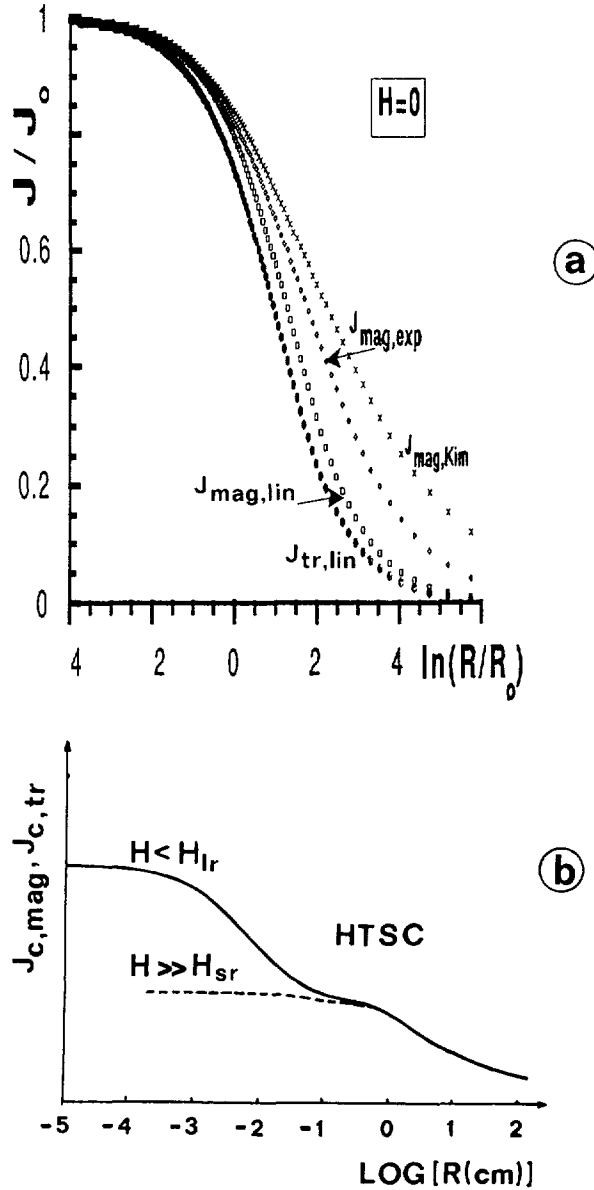 1
0.8
0.6
0.4
0.2
0
J / J₀
H=0
a
J_mag,exp
J_mag,Kim
J_mag,lin
J_tr,lin
4 2 0 2 4 ln(R/R₀)
J_c,mag , J_c,tr
H < H_lr
b
HTSC
H >> H_sr
-5 -4 -3 -2 -1 0 1 2
LOG [R(cm)]